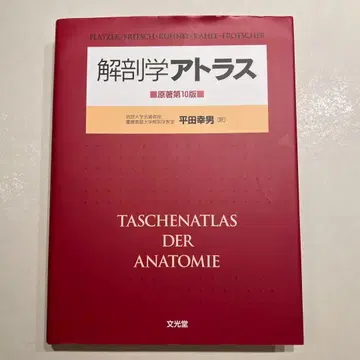 PLATZER・FRITSCH・KÜHNEL・KAHLE・FROTSCHER
解剖学アトラス
■原著第10版■
平田幸男 [訳]
TASCHENATLAS
DER
ANATOMIE
文光堂